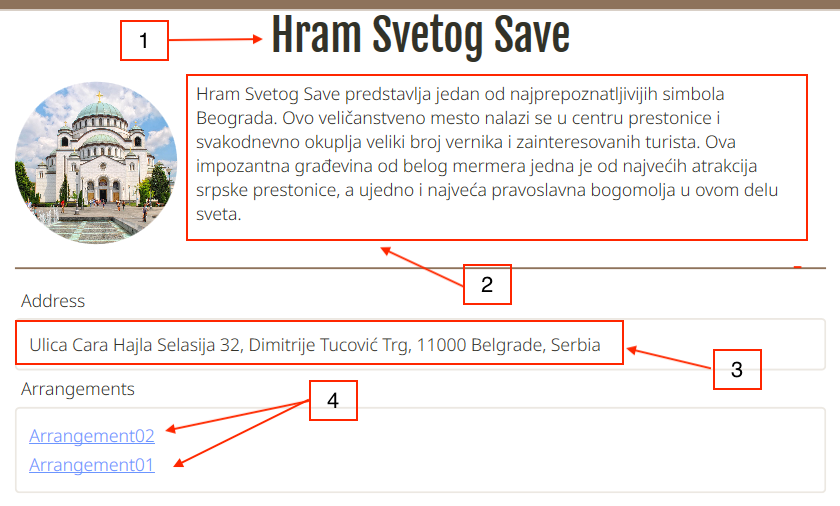 1
Hram Svetog Save
Hram Svetog Save predstavlja jedan od najprepoznatljivijih simbola
Beograda. Ovo veličanstveno mesto nalazi se u centru prestonice i
svakodnevno okuplja veliki broj vernika i zainteresovanih turista. Ova
impozantna građevina od belog mermera jedna je od najvećih atrakcija
srpske prestonice, a ujedno i najveća pravoslavna bogomolja u ovom delu
sveta.
2
Address
Ulica Cara Hajla Selasija 32, Dimitrije Tucović Trg, 11000 Belgrade, Serbia
3
Arrangements
4
Arrangement02
Arrangement01